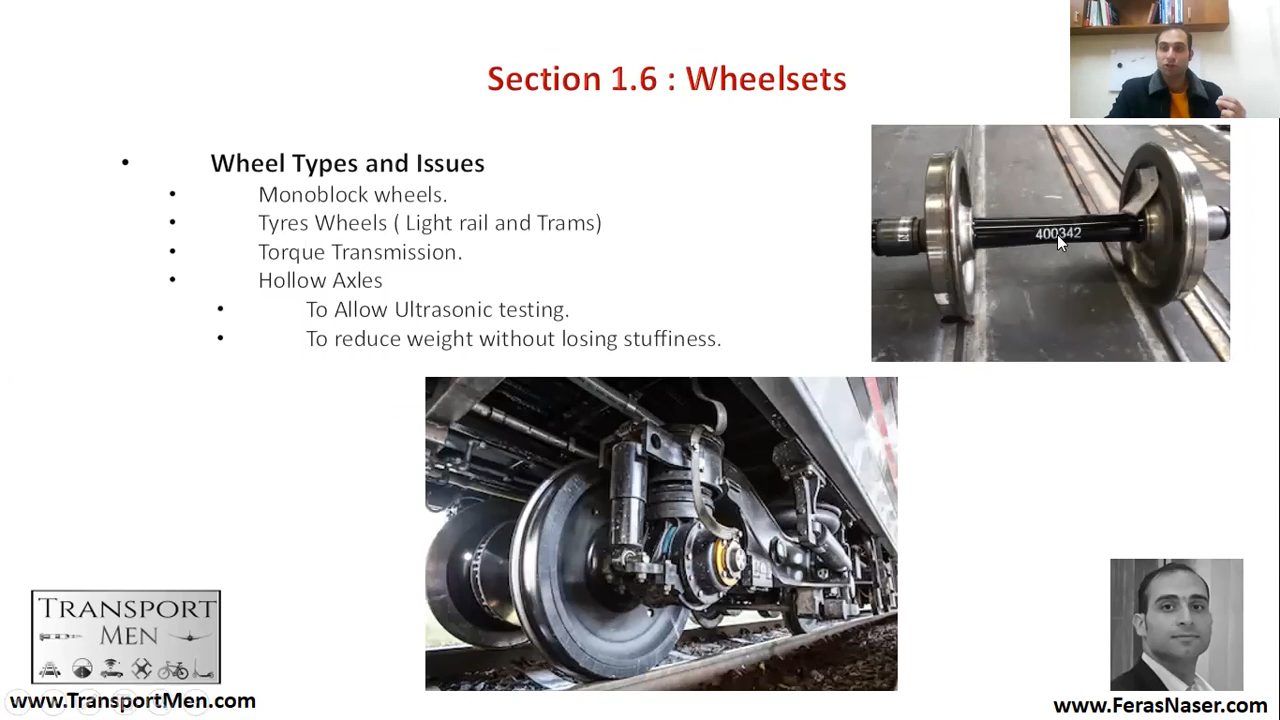 Section 1.6 : Wheelsets
• Wheel Types and Issues
• Monoblock wheels.
• Tyres Wheels ( Light rail and Trams)
• Torque Transmission.
• Hollow Axles
• To Allow Ultrasonic testing.
• To reduce weight without losing stuffiness.
400342
TRANSPORT
MEN
www.TransportMen.com
www.FerasNaser.com